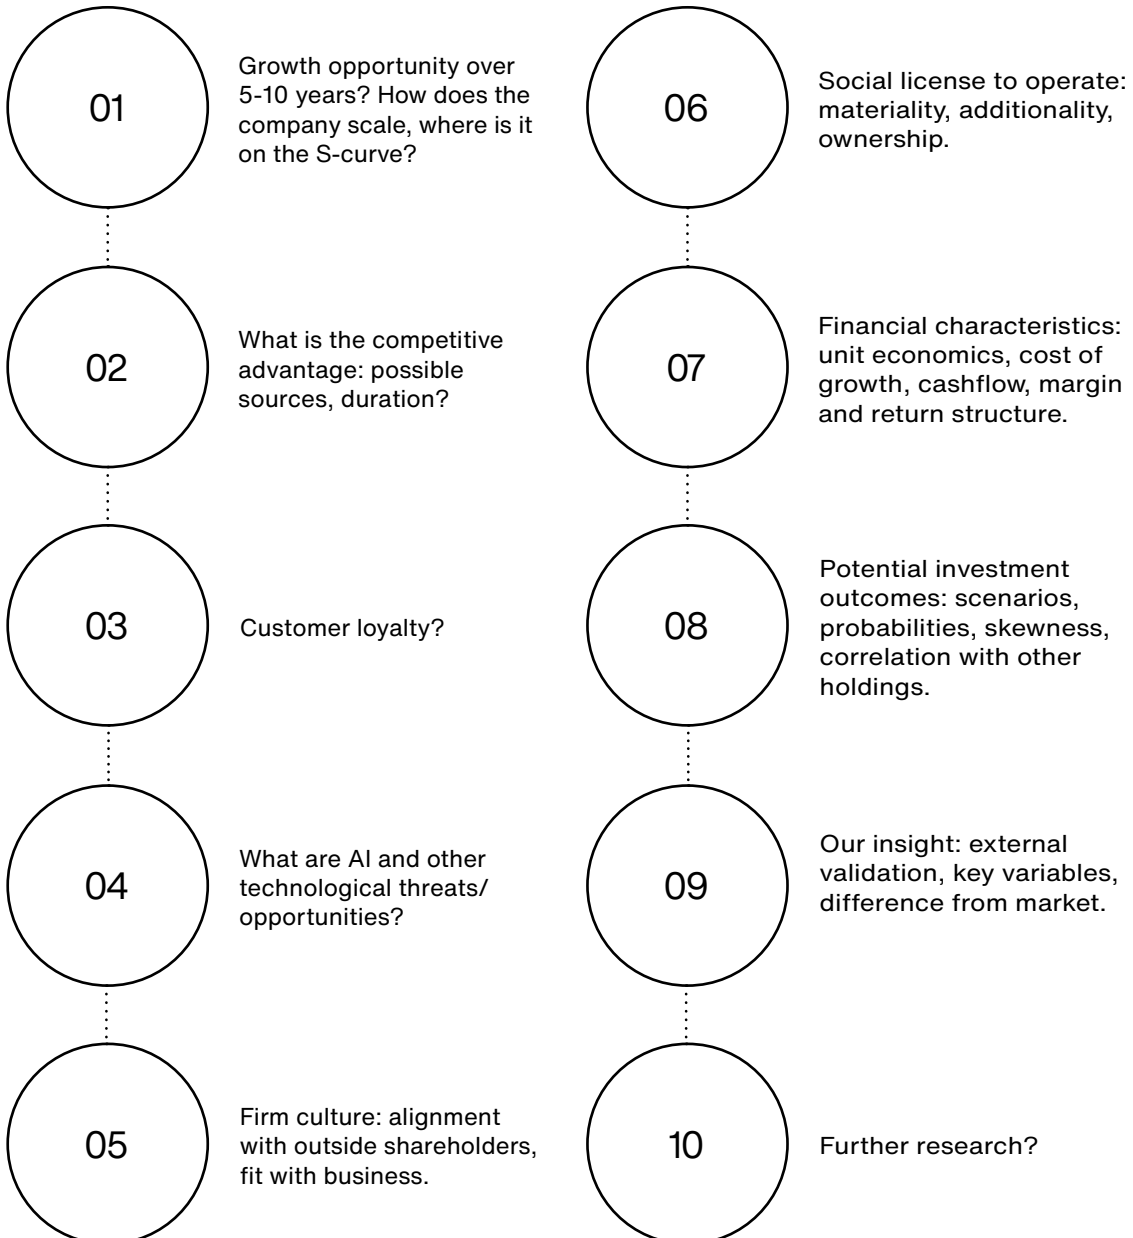 01
Growth opportunity over
5-10 years? How does the
company scale, where is it
on the S-curve?
02
What is the competitive
advantage: possible
sources, duration?
03
Customer loyalty?
04
What are AI and other
technological threats/
opportunities?
05
Firm culture: alignment
with outside shareholders,
fit with business.
06
Social license to operate:
materiality, additionality,
ownership.
07
Financial characteristics:
unit economics, cost of
growth, cashflow, margin
and return structure.
08
Potential investment
outcomes: scenarios,
probabilities, skewness,
correlation with other
holdings.
09
Our insight: external
validation, key variables,
difference from market.
10
Further research?